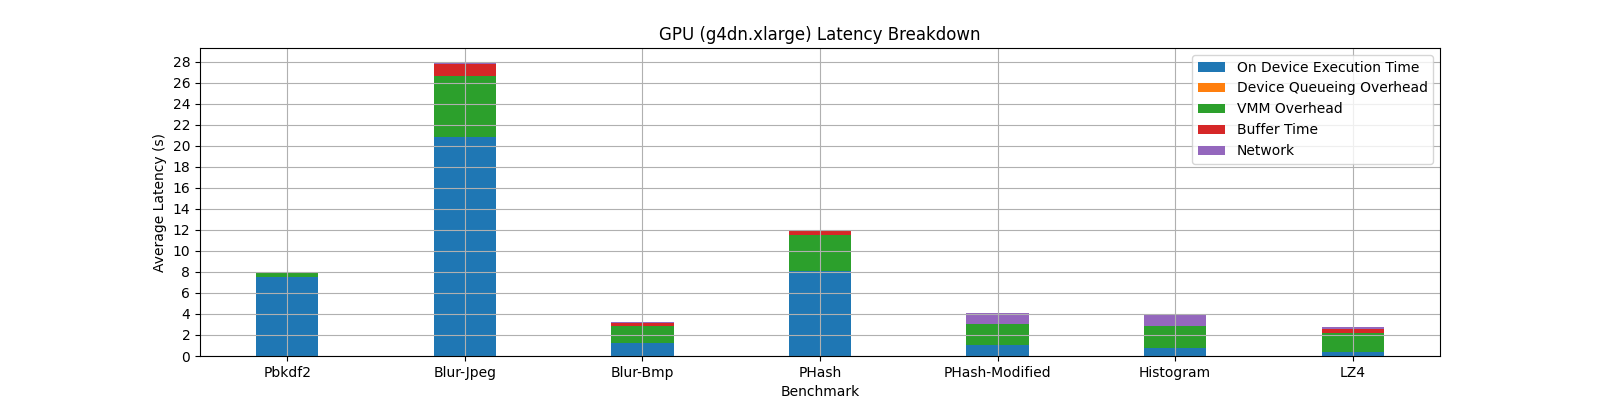 GPU (g4dn.xlarge) Latency Breakdown
Average Latency (s)
28
26
24
22
20
18
16
14
12
10
8
6
4
2
0
On Device Execution Time
Device Queueing Overhead
VMM Overhead
Buffer Time
Network
Pbkdf2 Blur-Jpeg Blur-Bmp PHash PHash-Modified Histogram LZ4
Benchmark